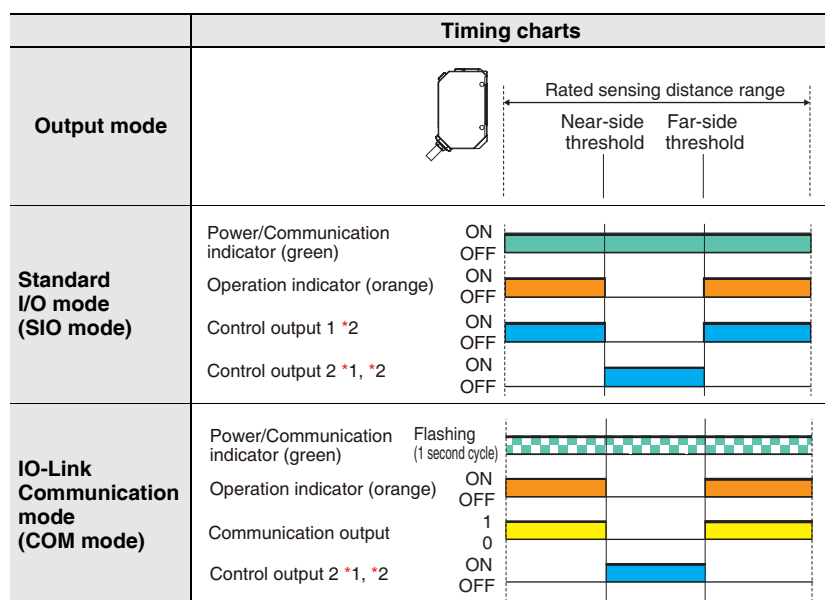 Timing charts
Output mode
Rated sensing distance range
Near-side threshold
Far-side threshold
Standard
I/O mode
(SIO mode)
Power/Communication
indicator (green)
ON
OFF
Operation indicator (orange)
ON
OFF
Control output 1 *2
ON
OFF
Control output 2 *1, *2
ON
OFF
IO-Link
Communication
mode
(COM mode)
Power/Communication
indicator (green)
Flashing
(1 second cycle)
Operation indicator (orange)
ON
OFF
Communication output
1
0
Control output 2 *1, *2
ON
OFF